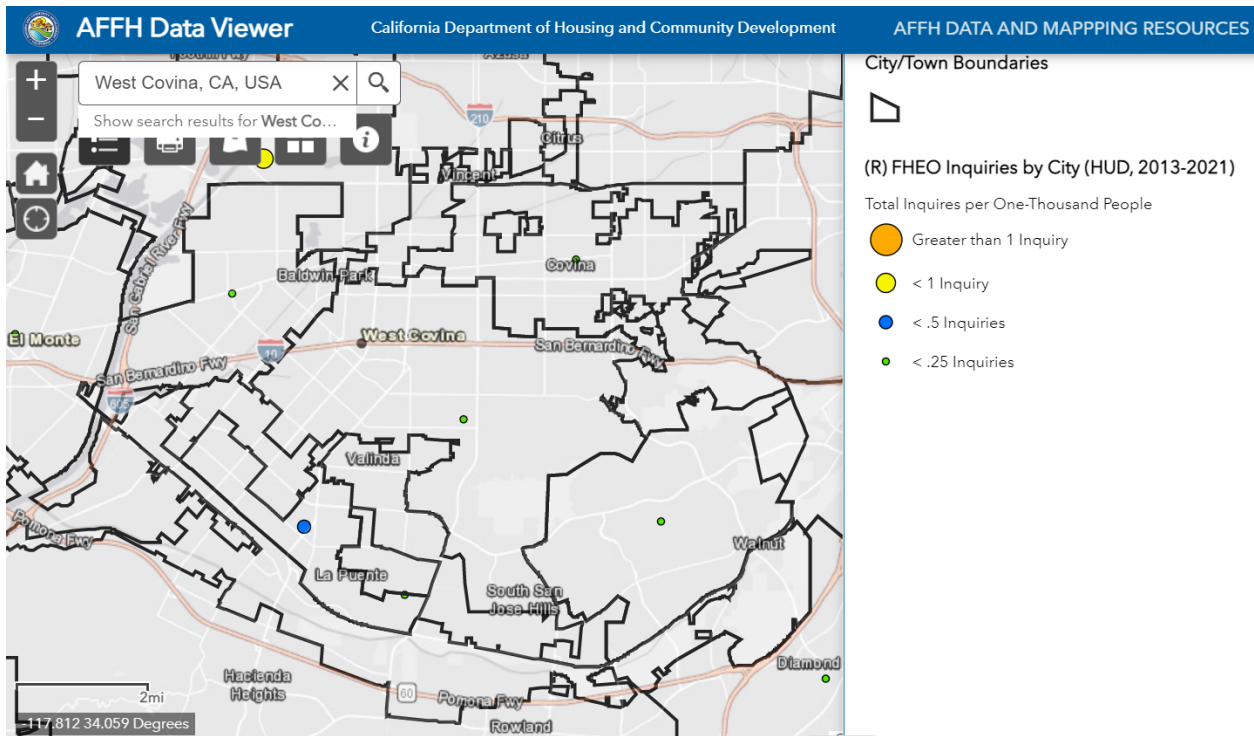 AFFH Data Viewer
California Department of Housing and Community Development
AFFH DATA AND MAPPPING RESOURCES
+
−
West Covina, CA, USA
Show search results for West Co...
Azusa
210
Citrus
Vincent
San Gabriel River Fwy
Baldwin Park
Covina
El Monte
West Covina
10
San Bernardino Fwy
San Bernardino Fwy
605
Valinda
Pomona Fwy
La Puente
Walnut
South San
Jose Hills
Hacienda
Heights
Diamond
60
Pomona Fwy
Rowland
2mi
-117.812 34.059 Degrees
City/Town Boundaries
(R) FHEO Inquiries by City (HUD, 2013-2021)
Total Inquires per One-Thousand People
Greater than 1 Inquiry
< 1 Inquiry
< .5 Inquiries
< .25 Inquiries